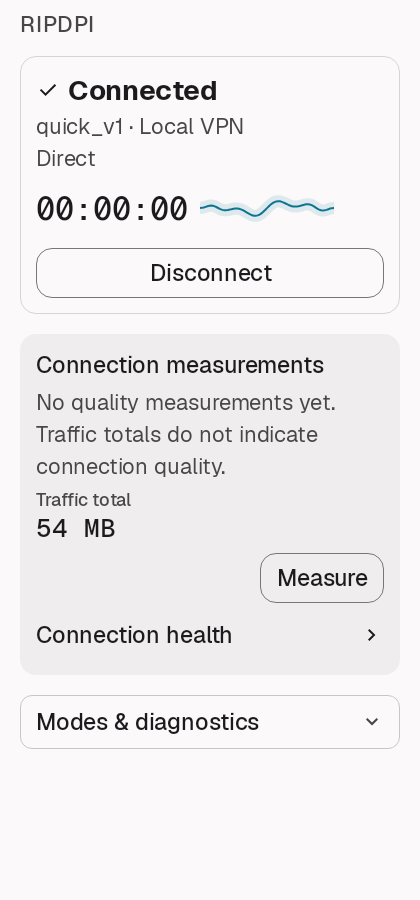 RIPDPI
Connected
quick_v1 · Local VPN
Direct
00:00:00
Disconnect
Connection measurements
No quality measurements yet.
Traffic totals do not indicate
connection quality.
Traffic total
54 MB
Measure
Connection health
Modes & diagnostics